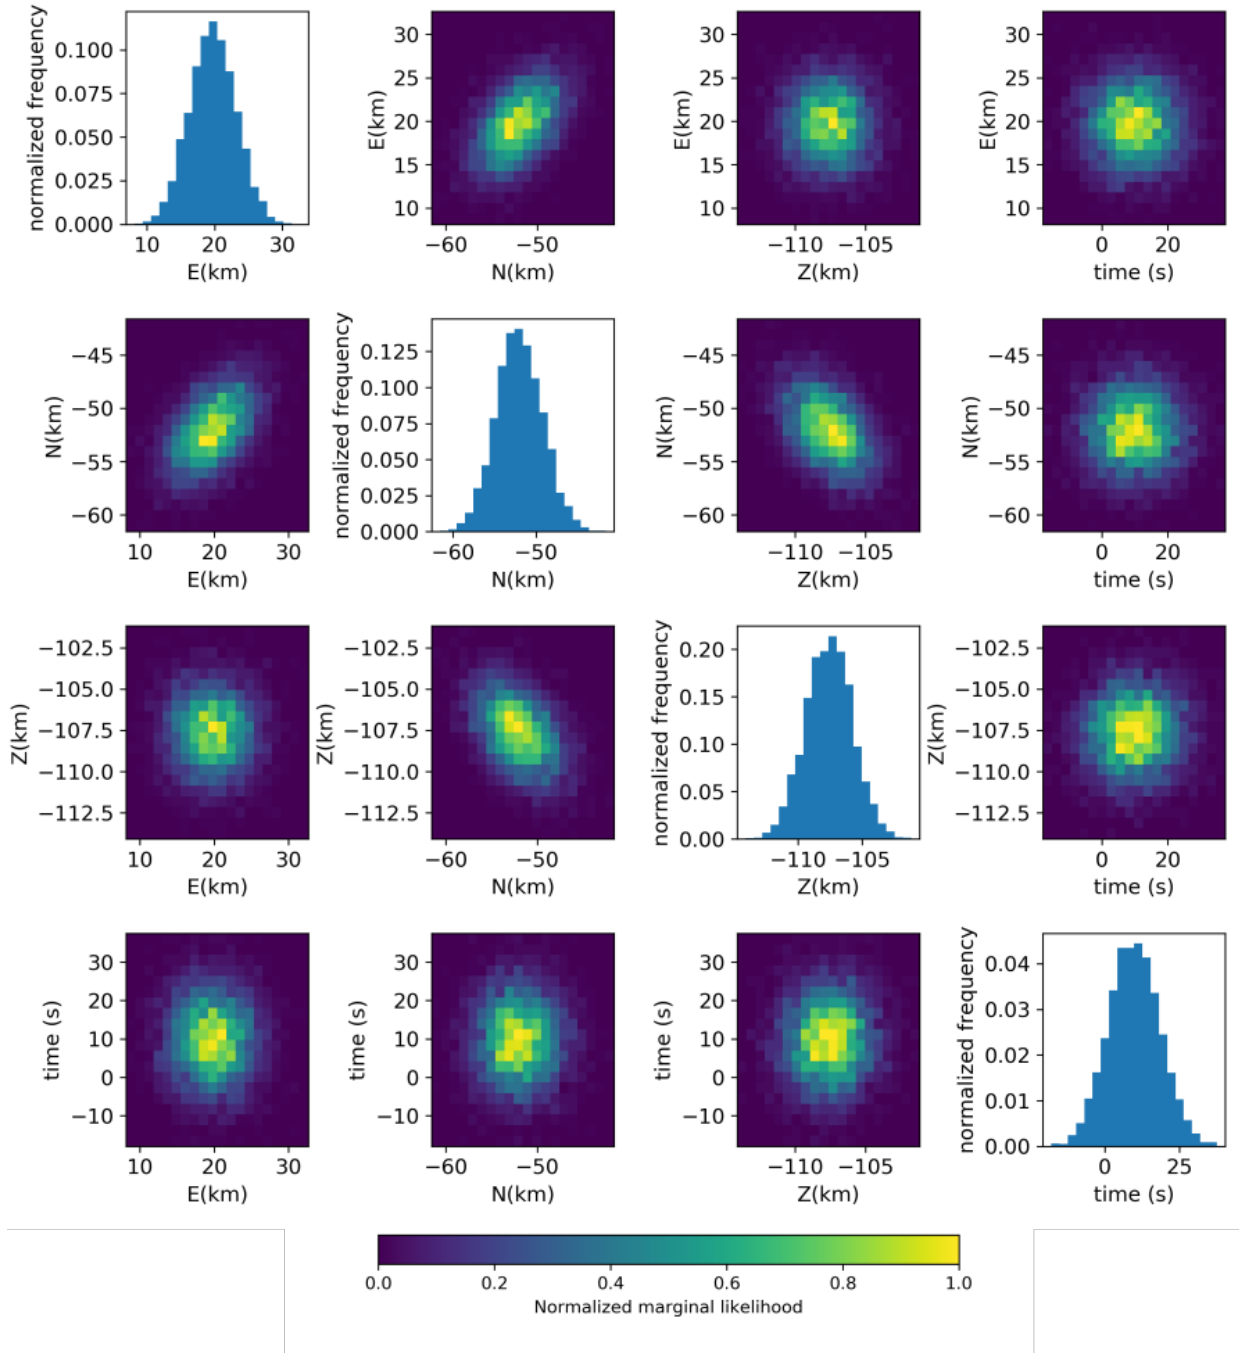 normalized frequency
0.100
0.075
0.050
0.025
0.000
10 20 30
E(km)
E(km)
30
25
20
15
10
−60 −50
N(km)
E(km)
30
25
20
15
10
−110 −105
Z(km)
E(km)
30
25
20
15
10
0 20
time (s)
N(km)
−45
−50
−55
−60
10 20 30
E(km)
normalized frequency
0.125
0.100
0.075
0.050
0.025
0.000
−60 −50
N(km)
N(km)
−45
−50
−55
−60
−110 −105
Z(km)
N(km)
−45
−50
−55
−60
0 20
time (s)
Z(km)
−102.5
−105.0
−107.5
−110.0
−112.5
10 20 30
E(km)
Z(km)
−102.5
−105.0
−107.5
−110.0
−112.5
−60 −50
N(km)
normalized frequency
0.20
0.15
0.10
0.05
0.00
−110 −105
Z(km)
Z(km)
−102.5
−105.0
−107.5
−110.0
−112.5
0 20
time (s)
time (s)
30
20
10
0
−10
10 20 30
E(km)
time (s)
30
20
10
0
−10
−60 −50
N(km)
time (s)
30
20
10
0
−10
−110 −105
Z(km)
normalized frequency
0.04
0.03
0.02
0.01
0.00
0 25
time (s)
0.0 0.2 0.4 0.6 0.8 1.0
Normalized marginal likelihood